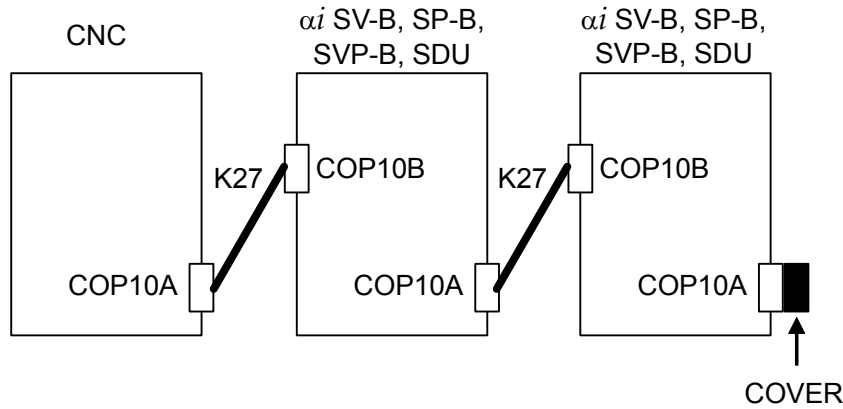 CNC
αi SV-B, SP-B,
SVP-B, SDU
αi SV-B, SP-B,
SVP-B, SDU
K27
COP10B
K27
COP10B
COP10A
COP10A
COP10A
COVER